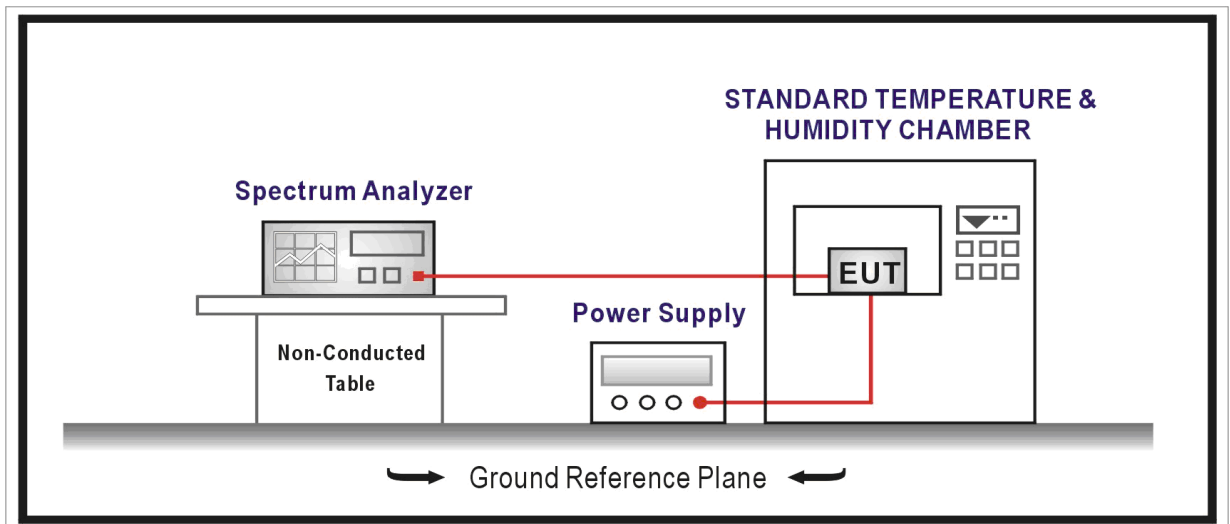 STANDARD TEMPERATURE &
HUMIDITY CHAMBER
Spectrum Analyzer
EUT
Power Supply
Non-Conducted
Table
Ground Reference Plane